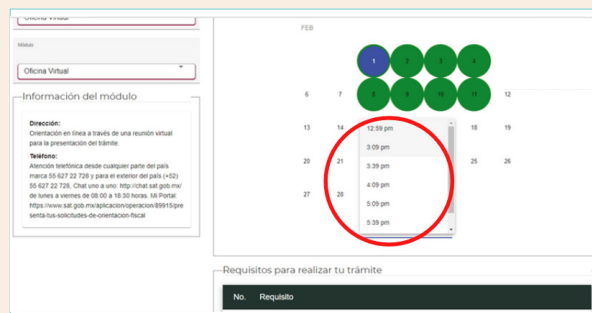 Oficina Virtual
Módulo
Oficina Virtual
Información del módulo
Dirección:
Orientación en línea a través de una reunión virtual
para la presentación del trámite.
Teléfono:
Atención telefónica desde cualquier parte del país
marca 55 627 22 728 y para el exterior del país (+52)
55 627 22 728, Chat uno a uno: http://chat.sat.gob.mx/
de lunes a viernes de 08:00 a 18:30 horas. Mi Portal:
https://www.sat.gob.mx/aplicacion/operacion/89915/pre
senta-tus-solicitudes-de-orientacion-fiscal
FEB
1 2 3 4
6 7 8 9 10 11 12
13 14 18 19
20 21 25 26
27 28
12:59 pm
3:09 pm
3:39 pm
4:09 pm
5:09 pm
5:39 pm
Requisitos para realizar tu trámite
No. Requisito